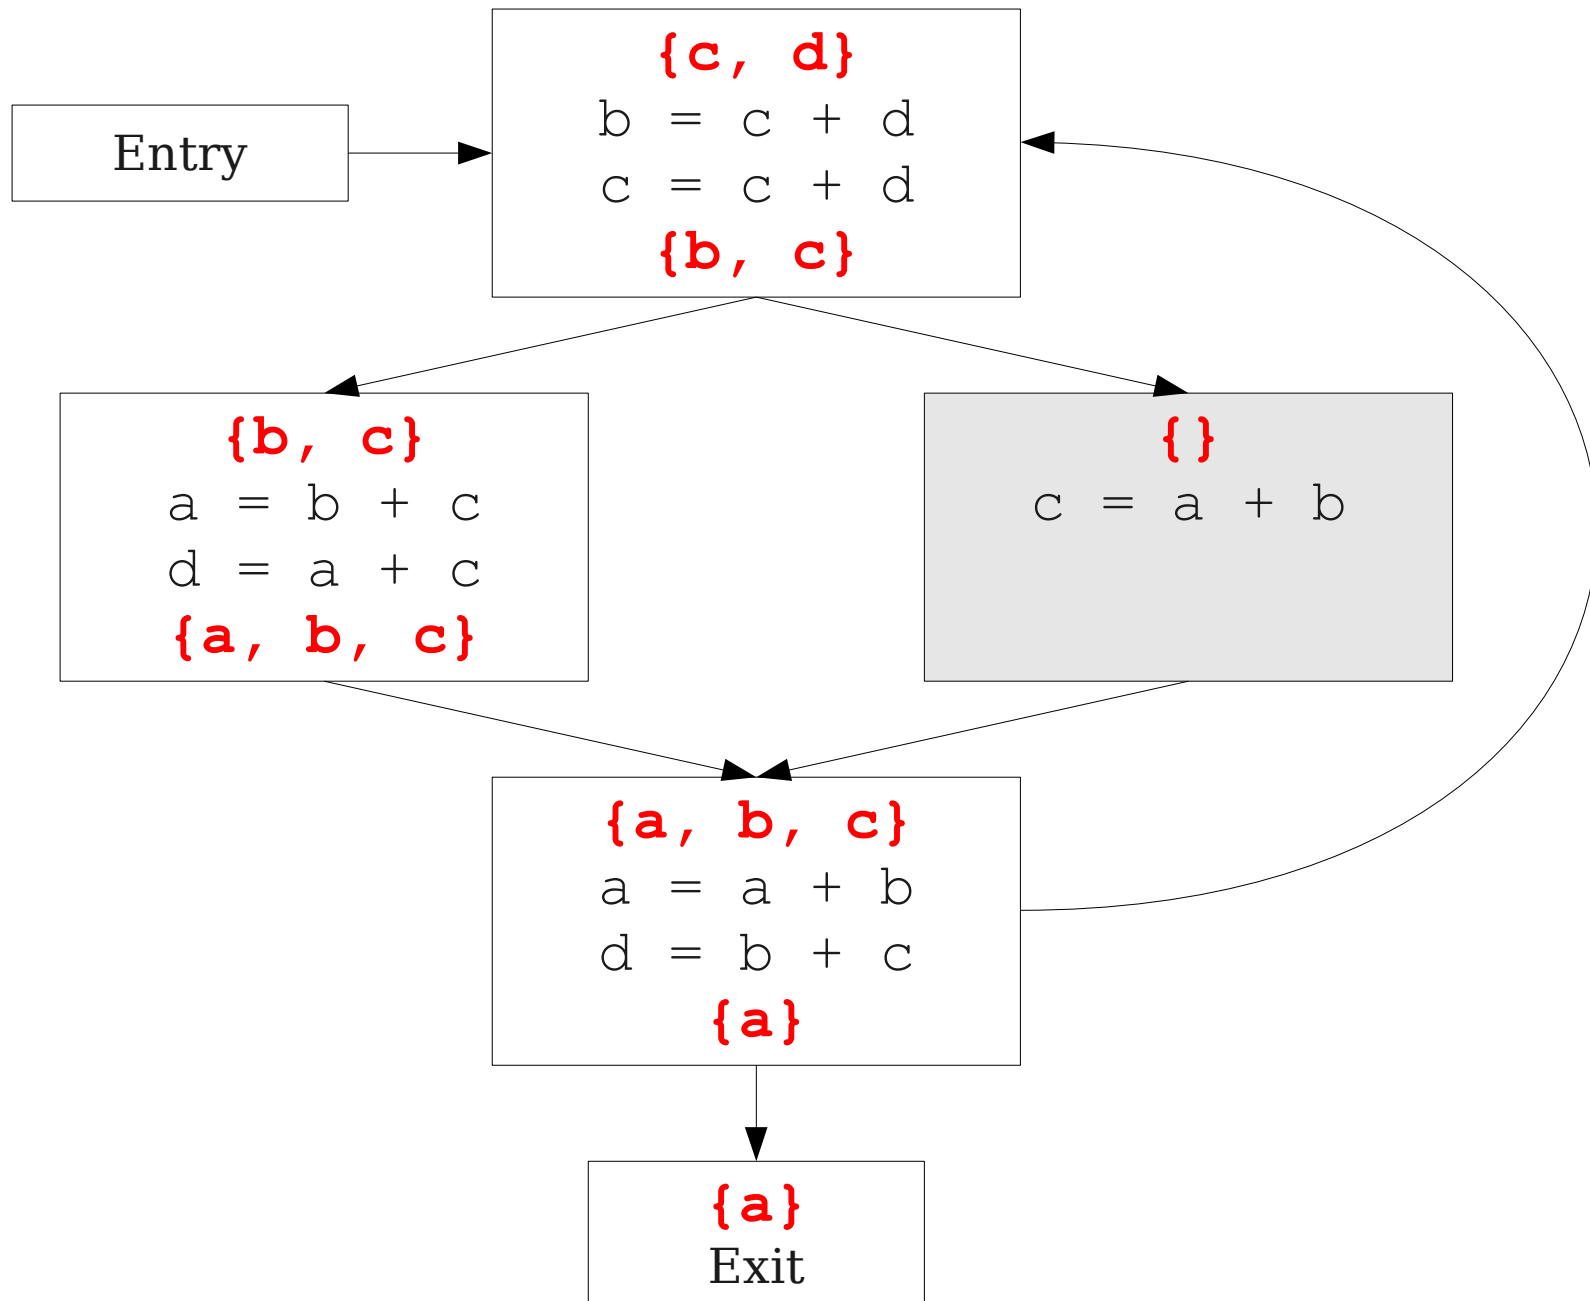 {c, d}
b = c + d
c = c + d
{b, c}
Entry
{b, c}
a = b + c
d = a + c
{a, b, c}
{}
c = a + b
{a, b, c}
a = a + b
d = b + c
{a}
{a}
Exit